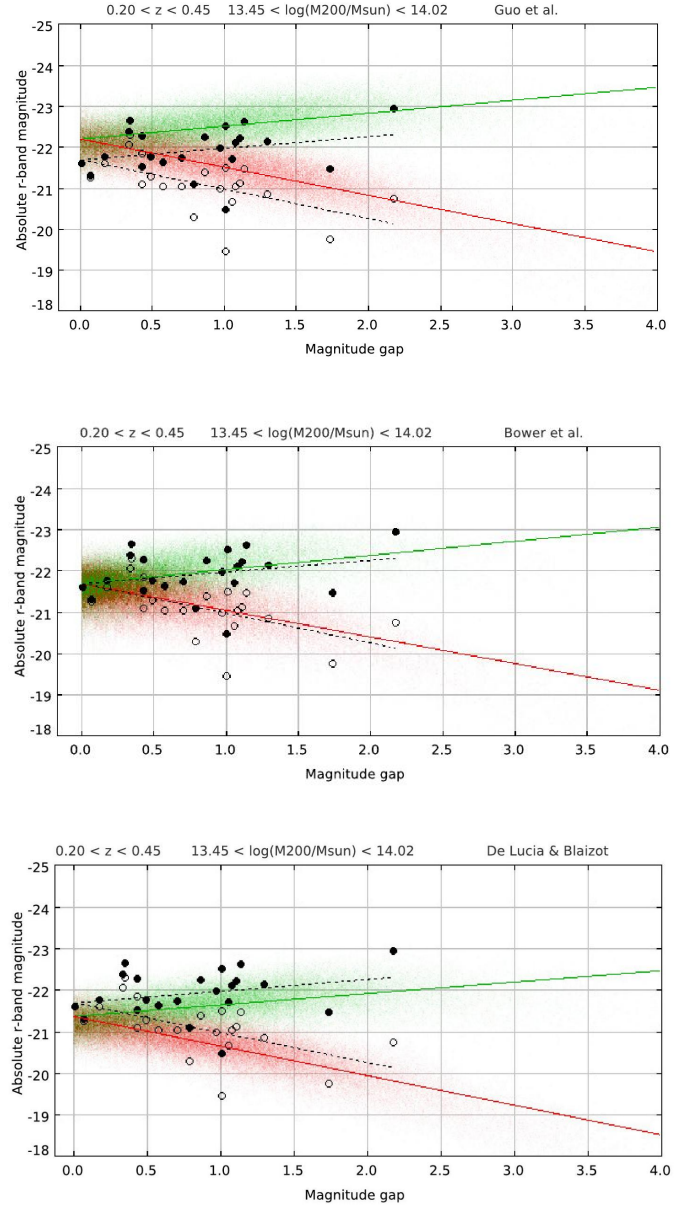 0.20 < z < 0.45 13.45 < log(M200/Msun) < 14.02 Guo et al.
-25
-24
-23
-22
-21
-20
-19
-18
Absolute r-band magnitude
0.0 0.5 1.0 1.5 2.0 2.5 3.0 3.5 4.0
Magnitude gap
0.20 < z < 0.45 13.45 < log(M200/Msun) < 14.02 Bower et al.
-25
-24
-23
-22
-21
-20
-19
-18
Absolute r-band magnitude
0.0 0.5 1.0 1.5 2.0 2.5 3.0 3.5 4.0
Magnitude gap
0.20 < z < 0.45 13.45 < log(M200/Msun) < 14.02 De Lucia & Blaizot
-25
-24
-23
-22
-21
-20
-19
-18
Absolute r-band magnitude
0.0 0.5 1.0 1.5 2.0 2.5 3.0 3.5 4.0
Magnitude gap